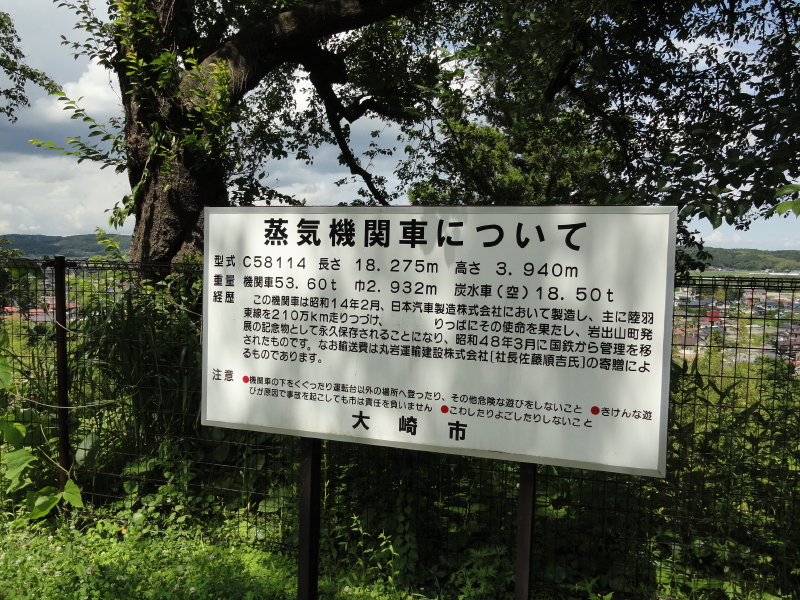 蒸気機関車について
型式 C58114 長さ 18.275m 高さ 3.940m
重量 機関車53.60t 巾2.932m 炭水車(空)18.50t
経歴 この機関車は昭和14年2月、日本汽車製造株式会社において製造し、主に陸羽
東線を210万km走りつづけ、 りっぱにその使命を果たし、岩出山町発
展の記念物として永久保存されることになり、昭和48年3月に国鉄から管理を移
されたものです。なお輸送費は丸岩運輸建設株式会社[社長佐藤順吉氏]の寄贈によ
るものであります。
注意 ●機関車の下をくぐったり運転台以外の場所へ登ったり、その他危険な遊びをしないこと ●きけんな遊
びが原因で事故を起こしても市は責任を負いません ●こわしたりよごしたりしないこと
大崎市